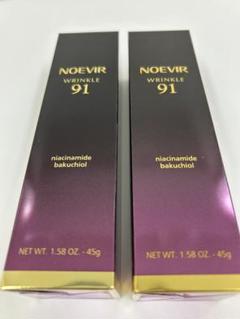 NOEVIR
WRINKLE
91
niacinamide
bakuchiol
NET WT. 1.58 OZ. - 45g
NOEVIR
WRINKLE
91
niacinamide
bakuchiol
NET WT. 1.58 OZ. - 45g